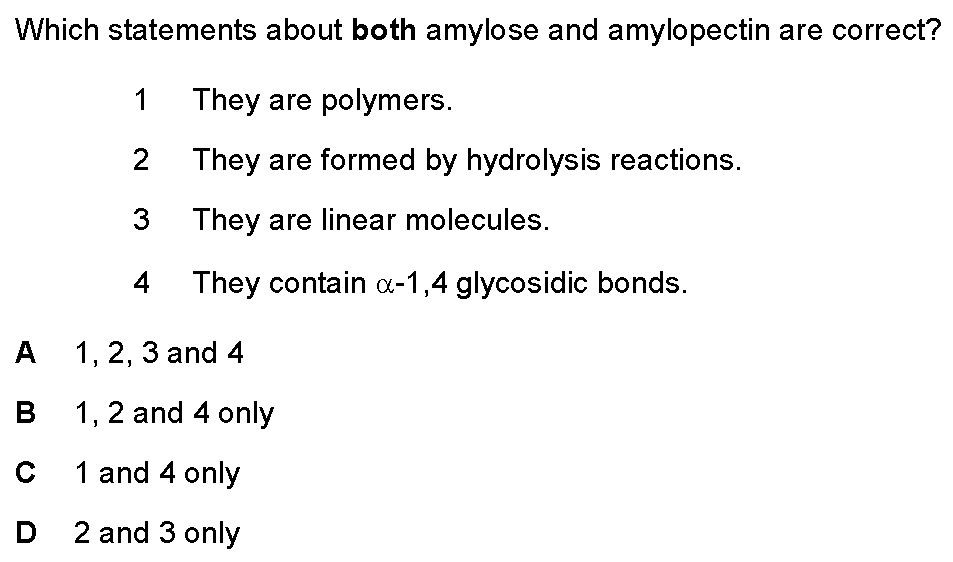 Which statements about both amylose and amylopectin are correct?
1 They are polymers.
2 They are formed by hydrolysis reactions.
3 They are linear molecules.
4 They contain α-1,4 glycosidic bonds.
A 1, 2, 3 and 4
B 1, 2 and 4 only
C 1 and 4 only
D 2 and 3 only